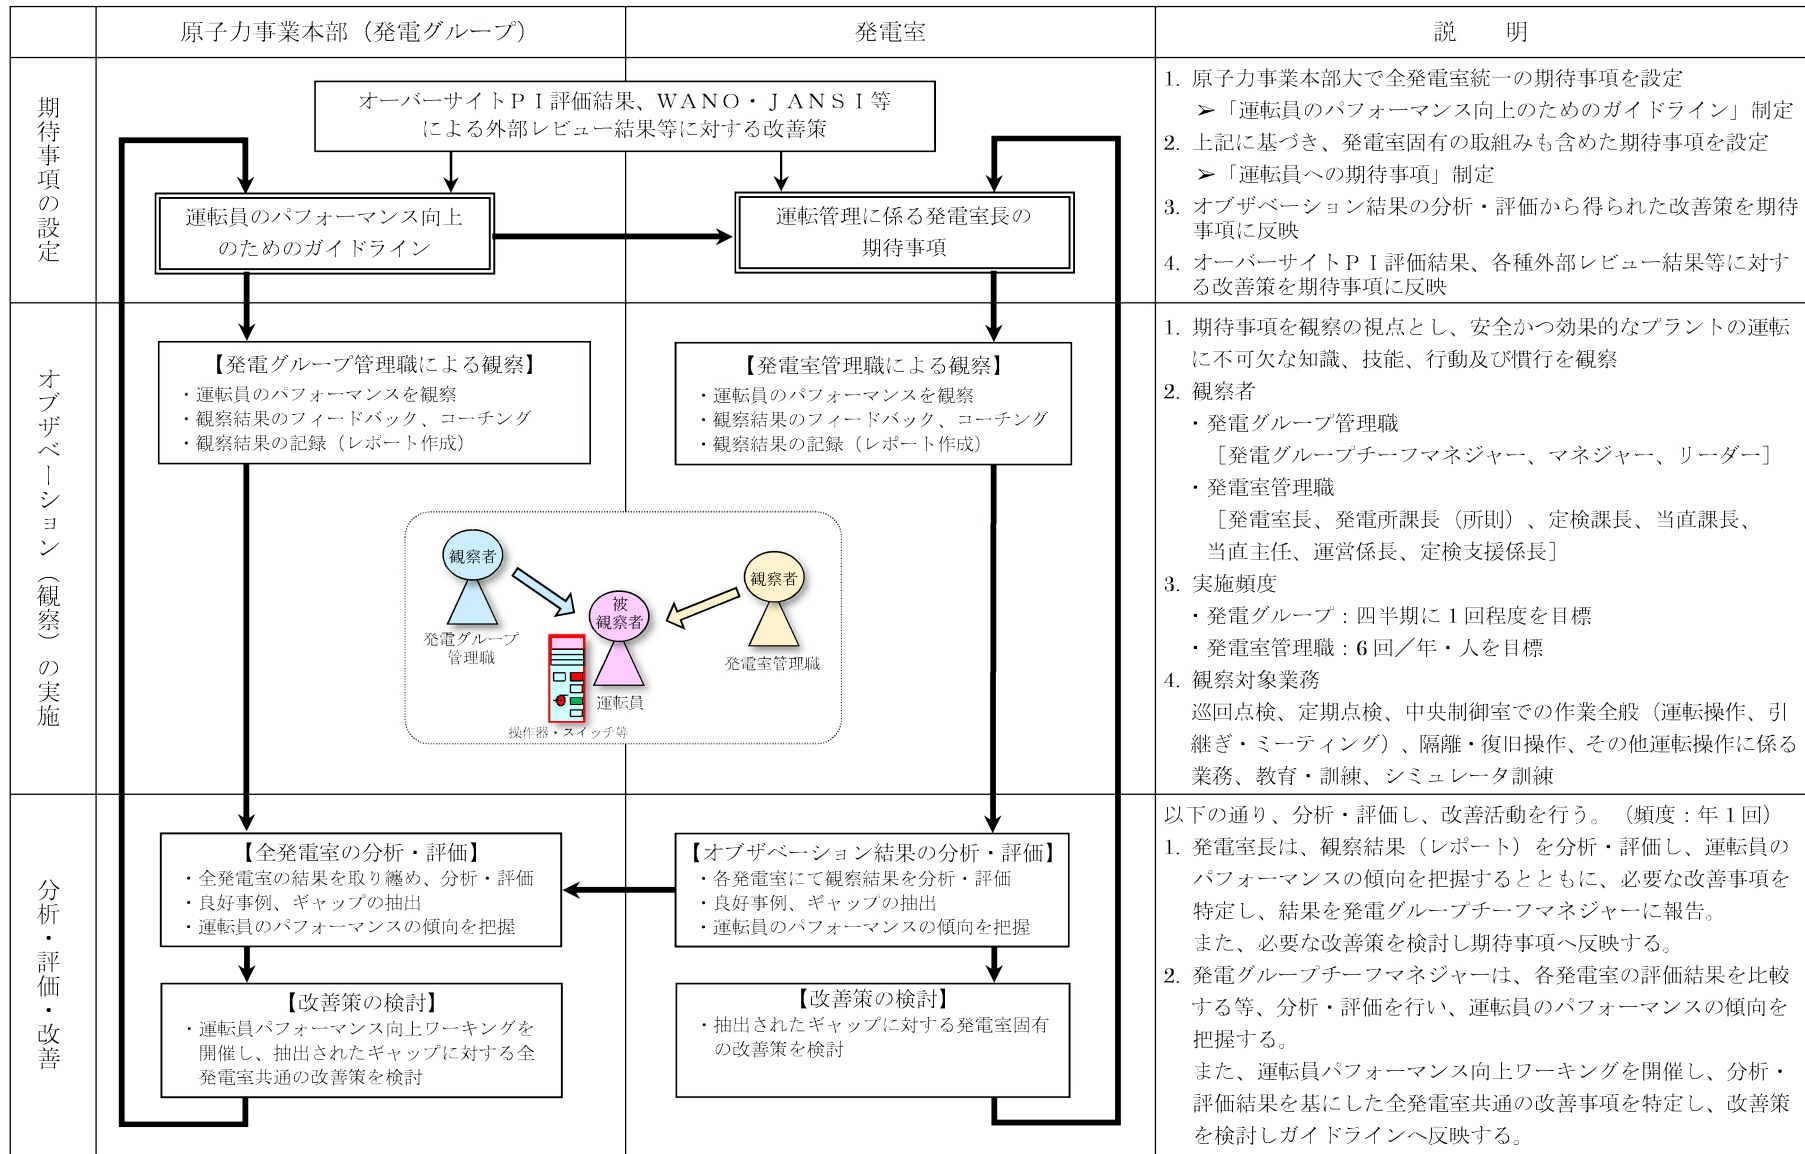 原子力事業本部（発電グループ）
発電室
説　　明
期待事項の設定
オーバーサイトＰＩ評価結果、ＷＡＮＯ・ＪＡＮＳＩ等
による外部レビュー結果等に対する改善策
運転員のパフォーマンス向上
のためのガイドライン
運転管理に係る発電室長の
期待事項
1. 原子力事業本部大で全発電室統一の期待事項を設定
➢「運転員のパフォーマンス向上のためのガイドライン」制定
2. 上記に基づき、発電室固有の取組みも含めた期待事項を設定
➢「運転員への期待事項」制定
3. オブザベーション結果の分析・評価から得られた改善策を期待
事項に反映
4. オーバーサイトＰＩ評価結果、各種外部レビュー結果等に対す
る改善策を期待事項に反映
オブザベーション（観察）の実施
【発電グループ管理職による観察】
・運転員のパフォーマンスを観察
・観察結果のフィードバック、コーチング
・観察結果の記録（レポート作成）
【発電室管理職による観察】
・運転員のパフォーマンスを観察
・観察結果のフィードバック、コーチング
・観察結果の記録（レポート作成）
観察者
発電グループ
管理職
被
観察者
運転員
操作器・スイッチ等
観察者
発電室管理職
1. 期待事項を観察の視点とし、安全かつ効果的なプラントの運転
に不可欠な知識、技能、行動及び慣行を観察
2. 観察者
・発電グループ管理職
［発電グループチーフマネジャー、マネジャー、リーダー］
・発電室管理職
［発電室長、発電所課長（所則）、定検課長、当直課長、
当直主任、運営係長、定検支援係長］
3. 実施頻度
・発電グループ：四半期に１回程度を目標
・発電室管理職：6 回／年・人を目標
4. 観察対象業務
巡回点検、定期点検、中央制御室での作業全般（運転操作、引
継ぎ・ミーティング）、隔離・復旧操作、その他運転操作に係る
業務、教育・訓練、シミュレータ訓練
分析・評価・改善
【全発電室の分析・評価】
・全発電室の結果を取り纏め、分析・評価
・良好事例、ギャップの抽出
・運転員のパフォーマンスの傾向を把握
【オブザベーション結果の分析・評価】
・各発電室にて観察結果を分析・評価
・良好事例、ギャップの抽出
・運転員のパフォーマンスの傾向を把握
【改善策の検討】
・運転員パフォーマンス向上ワーキングを
開催し、抽出されたギャップに対する全
発電室共通の改善策を検討
【改善策の検討】
・抽出されたギャップに対する発電室固有
の改善策を検討
以下の通り、分析・評価し、改善活動を行う。（頻度：年１回）
1. 発電室長は、観察結果（レポート）を分析・評価し、運転員の
パフォーマンスの傾向を把握するとともに、必要な改善事項を
特定し、結果を発電グループチーフマネジャーに報告。
また、必要な改善策を検討し期待事項へ反映する。
2. 発電グループチーフマネジャーは、各発電室の評価結果を比較
する等、分析・評価を行い、運転員のパフォーマンスの傾向を
把握する。
また、運転員パフォーマンス向上ワーキングを開催し、分析・
評価結果を基にした全発電室共通の改善事項を特定し、改善策
を検討しガイドラインへ反映する。